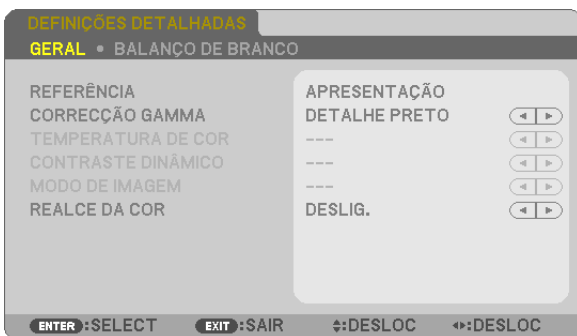 DEFINIÇÕES DETALHADAS
GERAL • BALANÇO DE BRANCO
REFERÊNCIA APRESENTAÇÃO
CORRECÇÃO GAMMA DETALHE PRETO
TEMPERATURA DE COR ---
CONTRASTE DINÂMICO ---
MODO DE IMAGEM ---
REALCE DA COR DESLIG.
ENTER :SELECT EXIT :SAIR :DESLOC :DESLOC